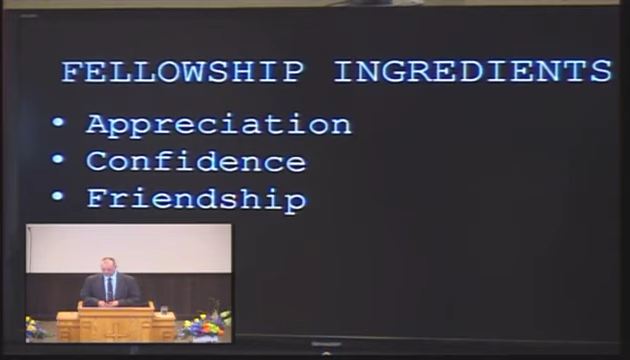 FELLOWSHIP INGREDIENTS
• Appreciation
• Confidence
• Friendship